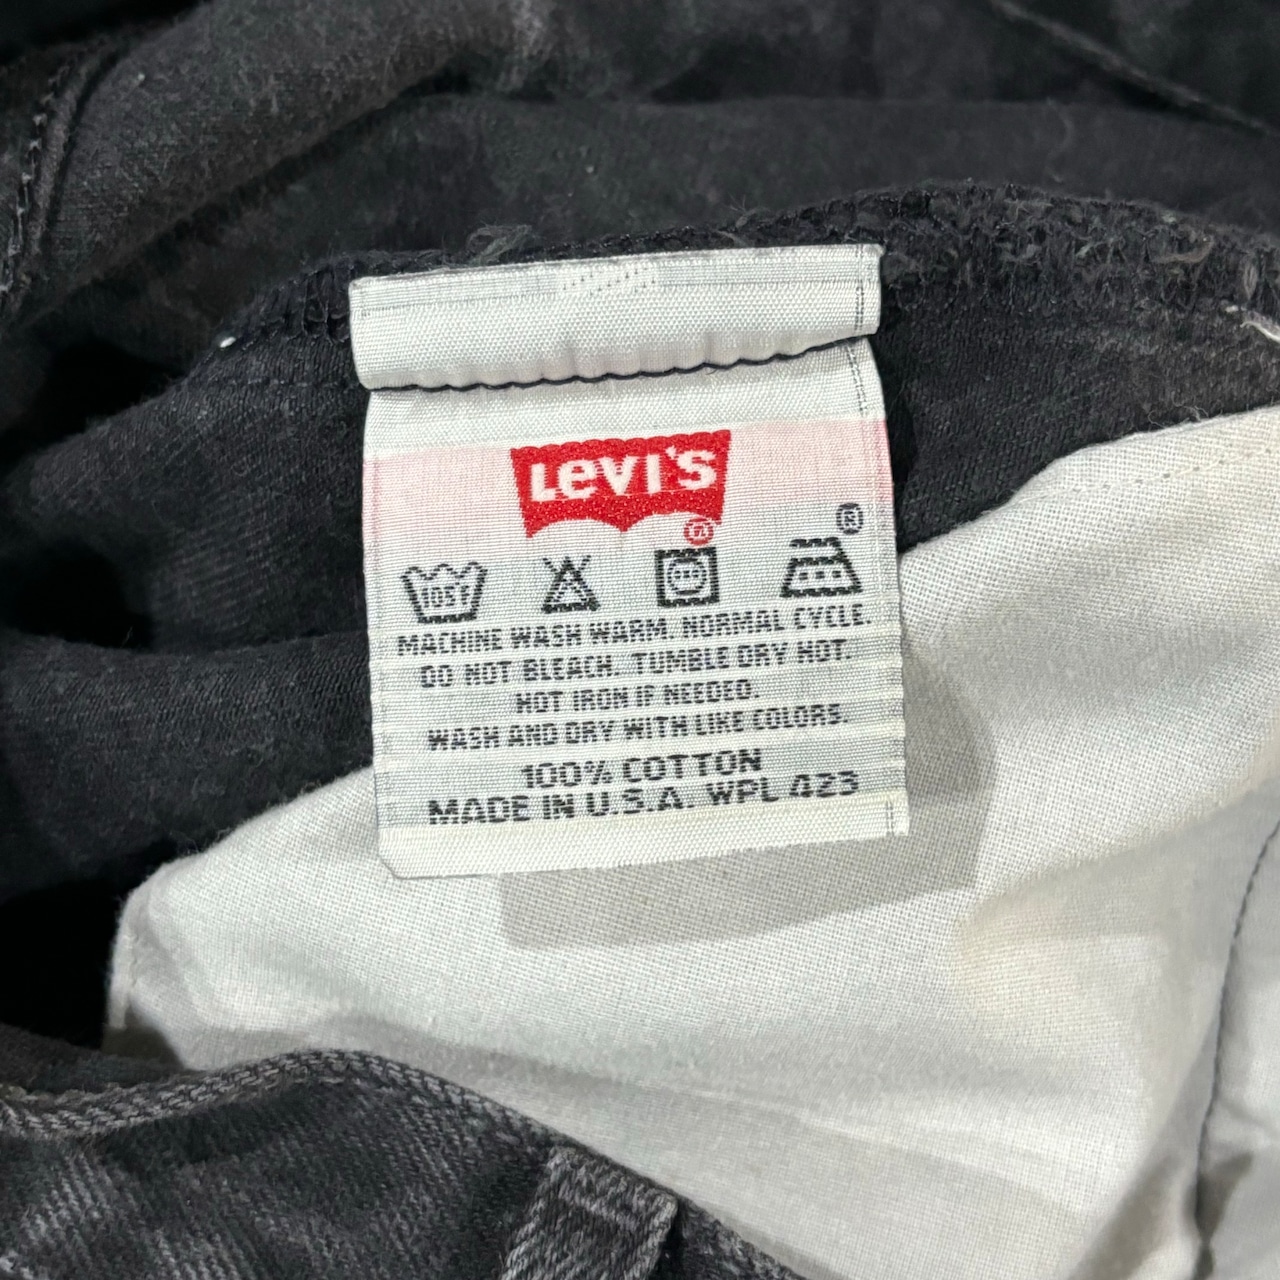 LEVI'S
®
®
105F
MACHINE WASH WARM. NORMAL CYCLE.
DO NOT BLEACH. TUMBLE DRY HOT.
HOT IRON IF NEEDED.
WASH AND DRY WITH LIKE COLORS.
100% COTTON
MADE IN U.S.A. WPL 423